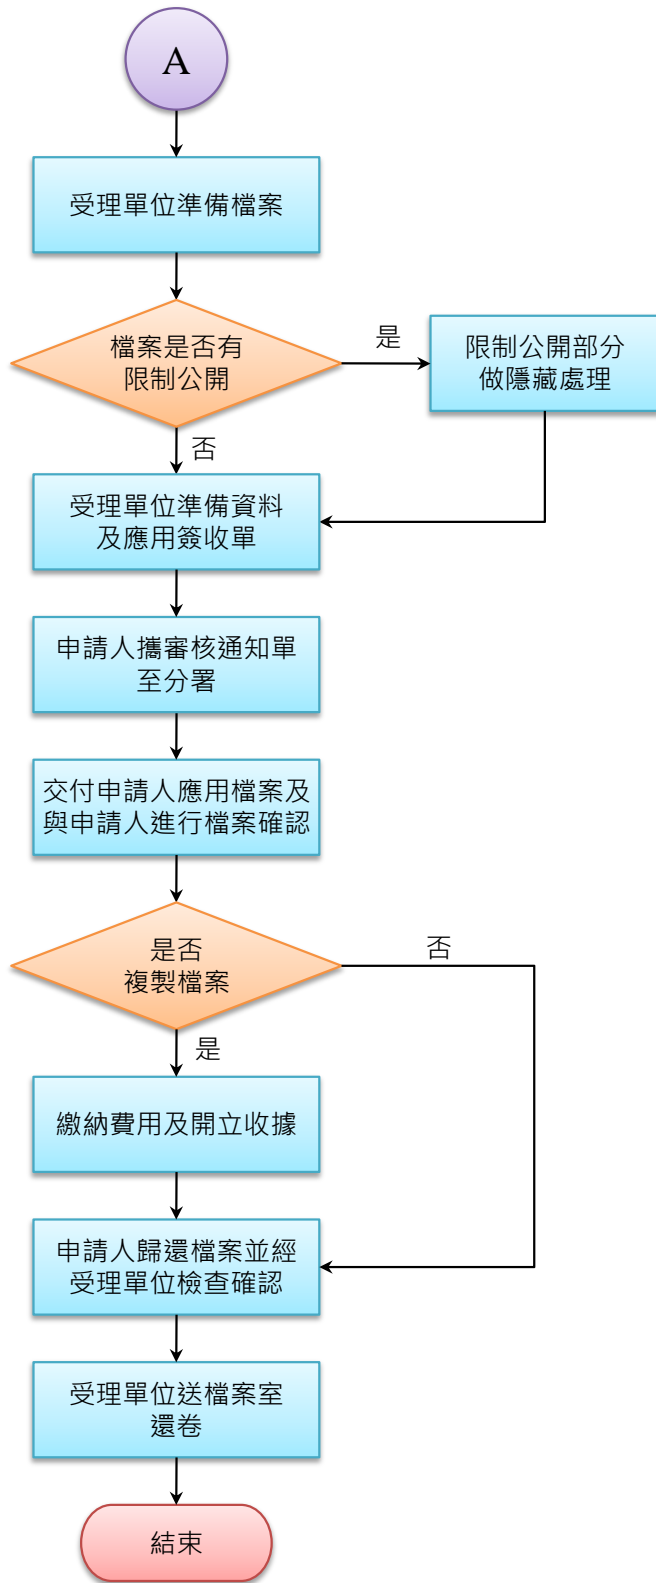 A
受理單位準備檔案
檔案是否有
限制公開
是
限制公開部分
做隱藏處理
否
受理單位準備資料
及應用簽收單
申請人攜審核通知單
至分署
交付申請人應用檔案及
與申請人進行檔案確認
是否
複製檔案
否
是
繳納費用及開立收據
申請人歸還檔案並經
受理單位檢查確認
受理單位送檔案室
還卷
結束